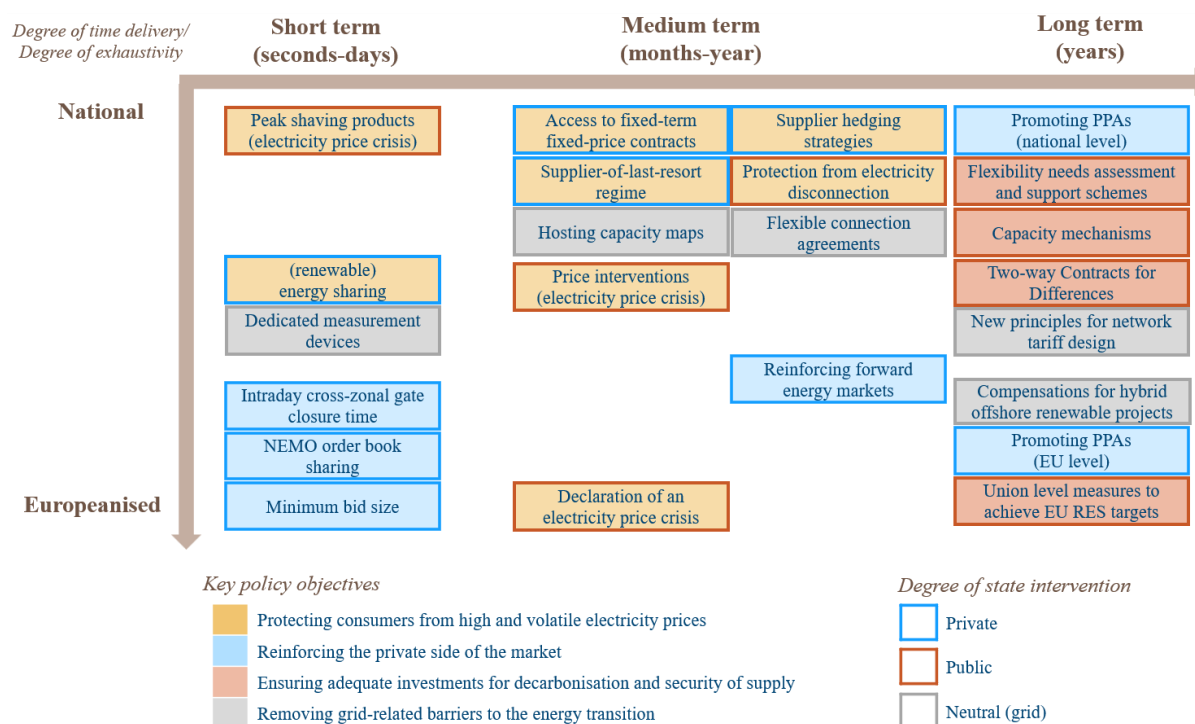 Degree of time delivery/
Degree of exhaustivity
Short term
(seconds-days)
Medium term
(months-year)
Long term
(years)
National
Peak shaving products
(electricity price crisis)
Access to fixed-term
fixed-price contracts
Supplier hedging
strategies
Promoting PPAs
(national level)
Supplier-of-last-resort
regime
Protection from electricity
disconnection
Flexibility needs assessment
and support schemes
Hosting capacity maps
Flexible connection
agreements
Capacity mechanisms
(renewable)
energy sharing
Price interventions
(electricity price crisis)
Two-way Contracts for
Differences
Dedicated measurement
devices
New principles for network
tariff design
Reinforcing forward
energy markets
Intraday cross-zonal gate
closure time
Compensations for hybrid
offshore renewable projects
NEMO order book
sharing
Promoting PPAs
(EU level)
Europeanised
Minimum bid size
Declaration of an
electricity price crisis
Union level measures to
achieve EU RES targets
Key policy objectives
Protecting consumers from high and volatile electricity prices
Reinforcing the private side of the market
Ensuring adequate investments for decarbonisation and security of supply
Removing grid-related barriers to the energy transition
Degree of state intervention
Private
Public
Neutral (grid)